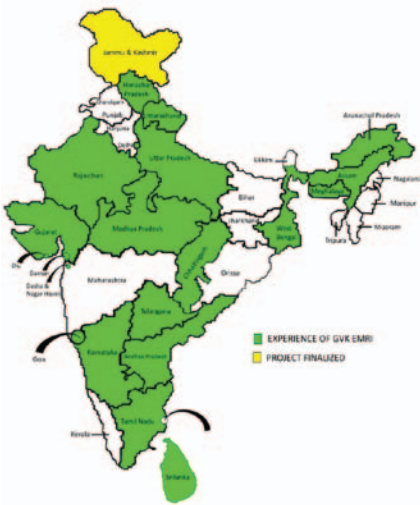 Jammu & Kashmir
Himachal
Pradesh
Chandigarh
Punjab
Uttarakhand
Haryana
Delhi
Arunachal Pradesh
Rajasthan
Uttar Pradesh
Sikkim
Assam
Nagaland
Meghalaya
Bihar
Manipur
Jharkhand
Mizoram
Tripura
Gujarat
Madhya Pradesh
West
Bengal
Chhattisgarh
Diu
Daman
Dadra &
Nagar Haveli
Maharashtra
Orissa
Telangana
EXPERIENCE OF GVK EMRI
PROJECT FINALIZED
Goa
Karnataka
Andhra Pradesh
Kerala
Tamil Nadu
Srilanka